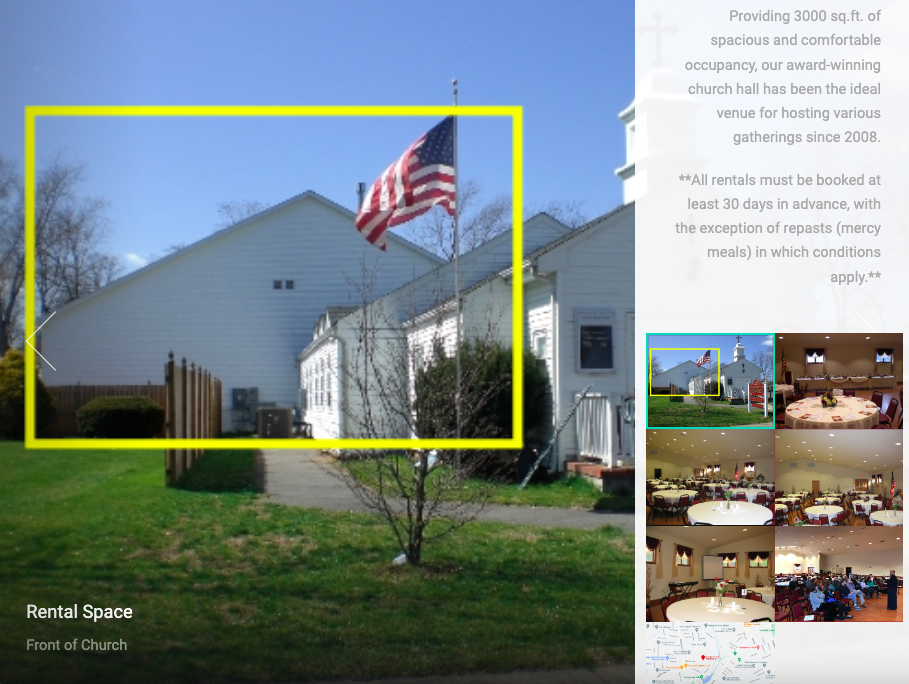 Providing 3000 sq.ft. of
spacious and comfortable
occupancy, our award-winning
church hall has been the ideal
venue for hosting various
gatherings since 2008.
**All rentals must be booked at
least 30 days in advance, with
the exception of repasts (mercy
meals) in which conditions
apply.**
Rental Space
Front of Church